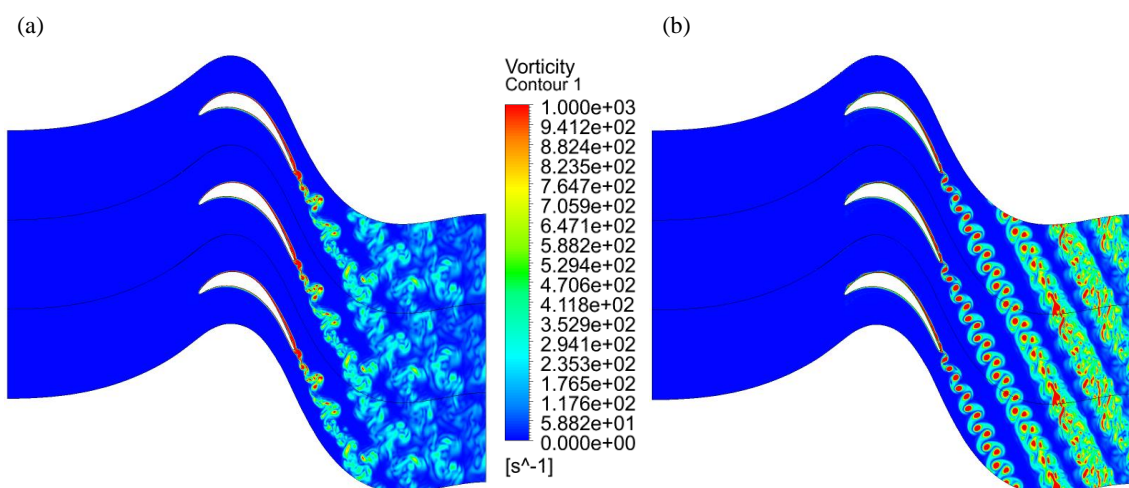 (a)
(b)
Vorticity
Contour 1
1.000e+03
9.412e+02
8.824e+02
8.235e+02
7.647e+02
7.059e+02
6.471e+02
5.882e+02
5.294e+02
4.706e+02
4.118e+02
3.529e+02
2.941e+02
2.353e+02
1.765e+02
1.176e+02
5.882e+01
0.000e+00
[s^-1]